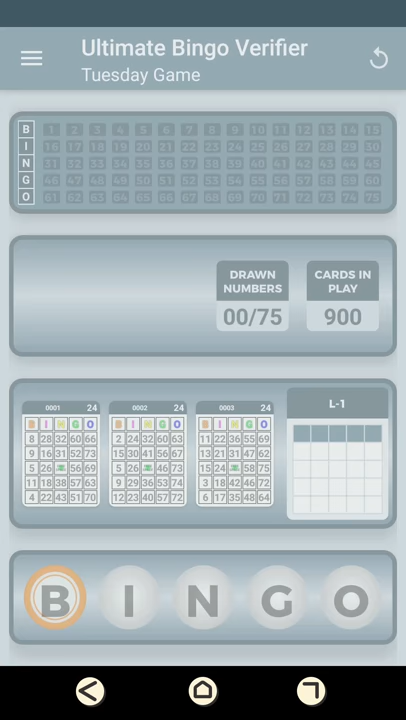 Ultimate Bingo Verifier
Tuesday Game
B 1 2 3 4 5 6 7 8 9 10 11 12 13 14 15
I 16 17 18 19 20 21 22 23 24 25 26 27 28 29 30
N 31 32 33 34 35 36 37 38 39 40 41 42 43 44 45
G 46 47 48 49 50 51 52 53 54 55 56 57 58 59 60
O 61 62 63 64 65 66 67 68 69 70 71 72 73 74 75
DRAWN NUMBERS
00/75
CARDS IN PLAY
900
0001 24
B I N G O
8 28 32 60 66
9 16 31 52 73
5 26 56 69
11 18 38 57 63
4 22 43 51 70
0002 24
B I N G O
2 24 32 60 63
15 30 41 56 67
5 26 46 73
9 29 36 53 74
12 23 40 57 72
0003 24
B I N G O
11 22 36 55 69
13 21 31 47 62
15 24 58 75
3 18 42 46 72
6 17 35 48 64
L-1
B I N G O